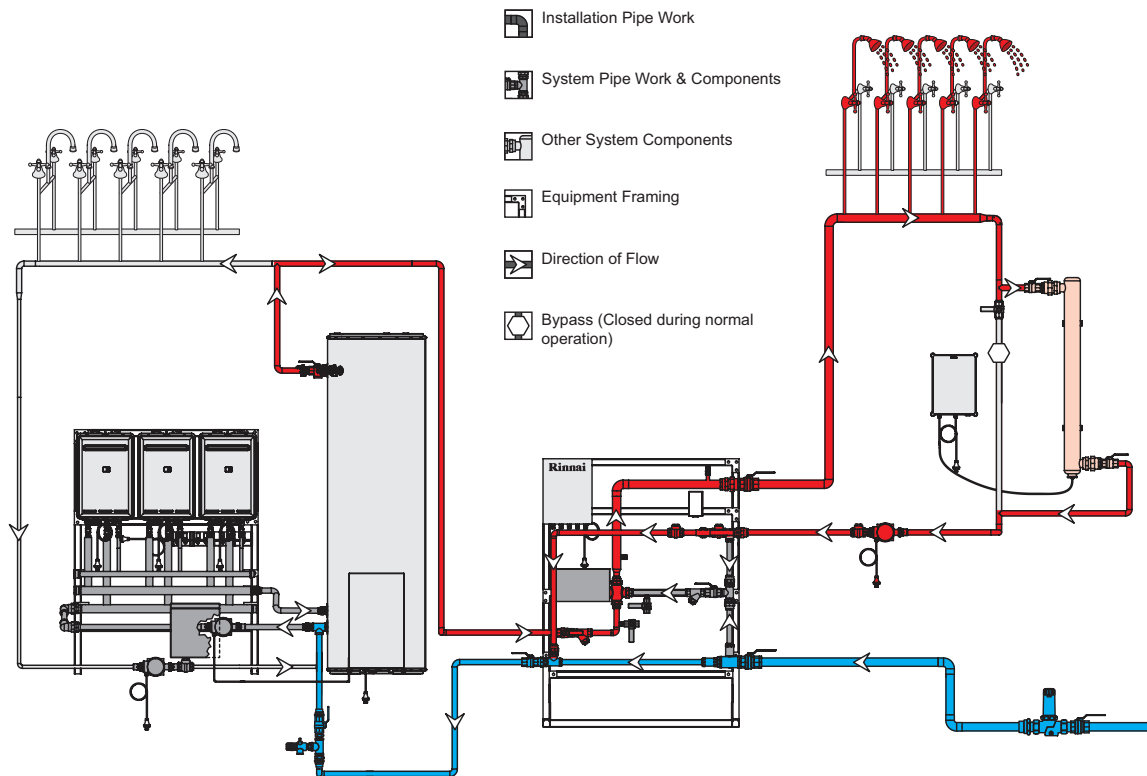 Installation Pipe Work
System Pipe Work & Components
Other System Components
Equipment Framing
Direction of Flow
Bypass (Closed during normal
operation)
Rinnai